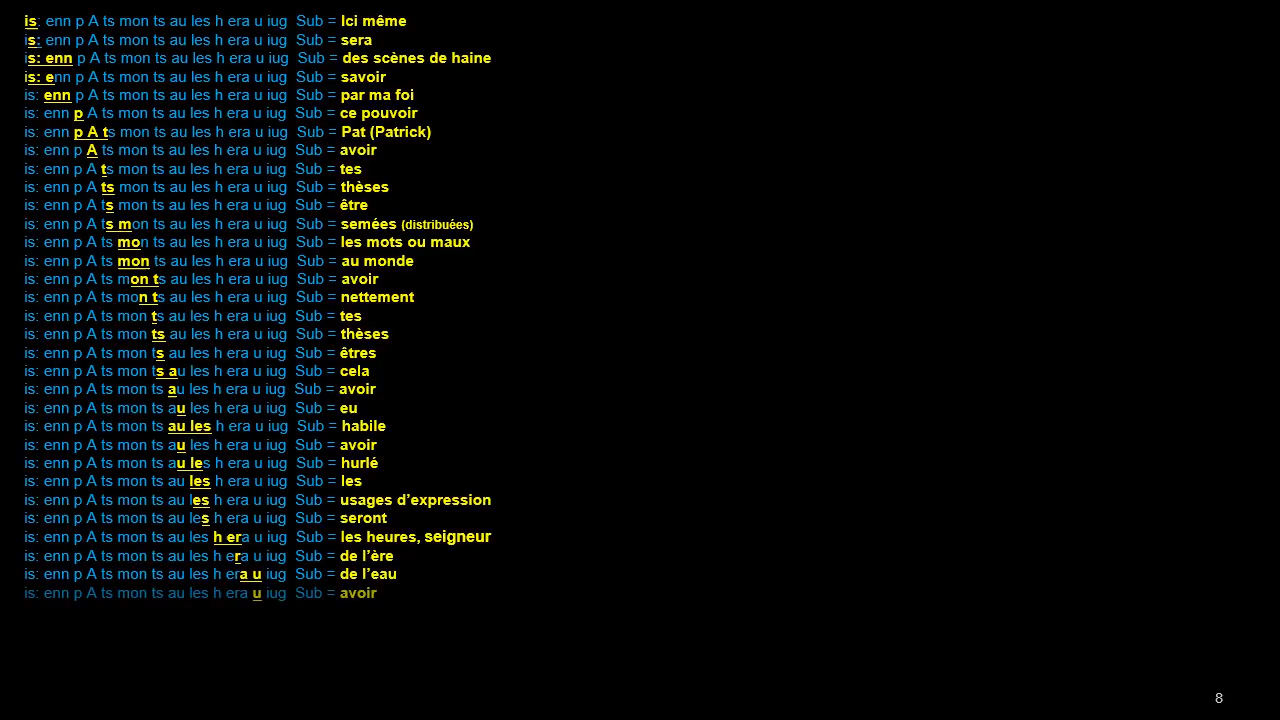 is: enn p A ts mon ts au les h era u iug  Sub = Ici même
is: enn p A ts mon ts au les h era u iug  Sub = sera
is: enn p A ts mon ts au les h era u iug  Sub = des scènes de haine
is: enn p A ts mon ts au les h era u iug  Sub = savoir
is: enn p A ts mon ts au les h era u iug  Sub = par ma foi
is: enn p A ts mon ts au les h era u iug  Sub = ce pouvoir
is: enn p A ts mon ts au les h era u iug  Sub = Pat (Patrick)
is: enn p A ts mon ts au les h era u iug  Sub = avoir
is: enn p A ts mon ts au les h era u iug  Sub = tes
is: enn p A ts mon ts au les h era u iug  Sub = thèses
is: enn p A ts mon ts au les h era u iug  Sub = être
is: enn p A ts mon ts au les h era u iug  Sub = semées (distribuées)
is: enn p A ts mon ts au les h era u iug  Sub = les mots ou maux
is: enn p A ts mon ts au les h era u iug  Sub = au monde
is: enn p A ts mon ts au les h era u iug  Sub = avoir
is: enn p A ts mon ts au les h era u iug  Sub = nettement
is: enn p A ts mon ts au les h era u iug  Sub = tes
is: enn p A ts mon ts au les h era u iug  Sub = thèses
is: enn p A ts mon ts au les h era u iug  Sub = êtres
is: enn p A ts mon ts au les h era u iug  Sub = cela
is: enn p A ts mon ts au les h era u iug  Sub = avoir
is: enn p A ts mon ts au les h era u iug  Sub = eu
is: enn p A ts mon ts au les h era u iug  Sub = habile
is: enn p A ts mon ts au les h era u iug  Sub = avoir
is: enn p A ts mon ts au les h era u iug  Sub = hurlé
is: enn p A ts mon ts au les h era u iug  Sub = les
is: enn p A ts mon ts au les h era u iug  Sub = usages d’expression
is: enn p A ts mon ts au les h era u iug  Sub = seront
is: enn p A ts mon ts au les h era u iug  Sub = les heures, seigneur
is: enn p A ts mon ts au les h era u iug  Sub = de l’ère
is: enn p A ts mon ts au les h era u iug  Sub = de l’eau
is: enn p A ts mon ts au les h era u iug  Sub = avoir
8